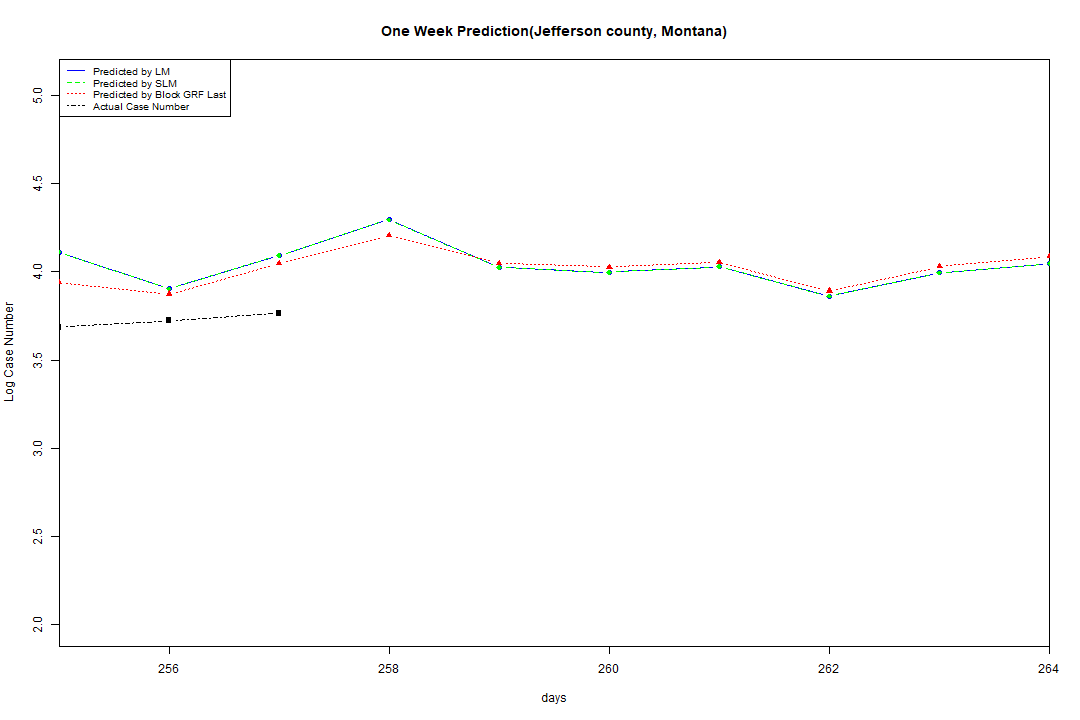 One Week Prediction(Jefferson county, Montana)
Predicted by LM
Predicted by SLM
Predicted by Block GRF Last
Actual Case Number
5.0
4.5
4.0
3.5
3.0
2.5
2.0
Log Case Number
256
258
260
262
264
days